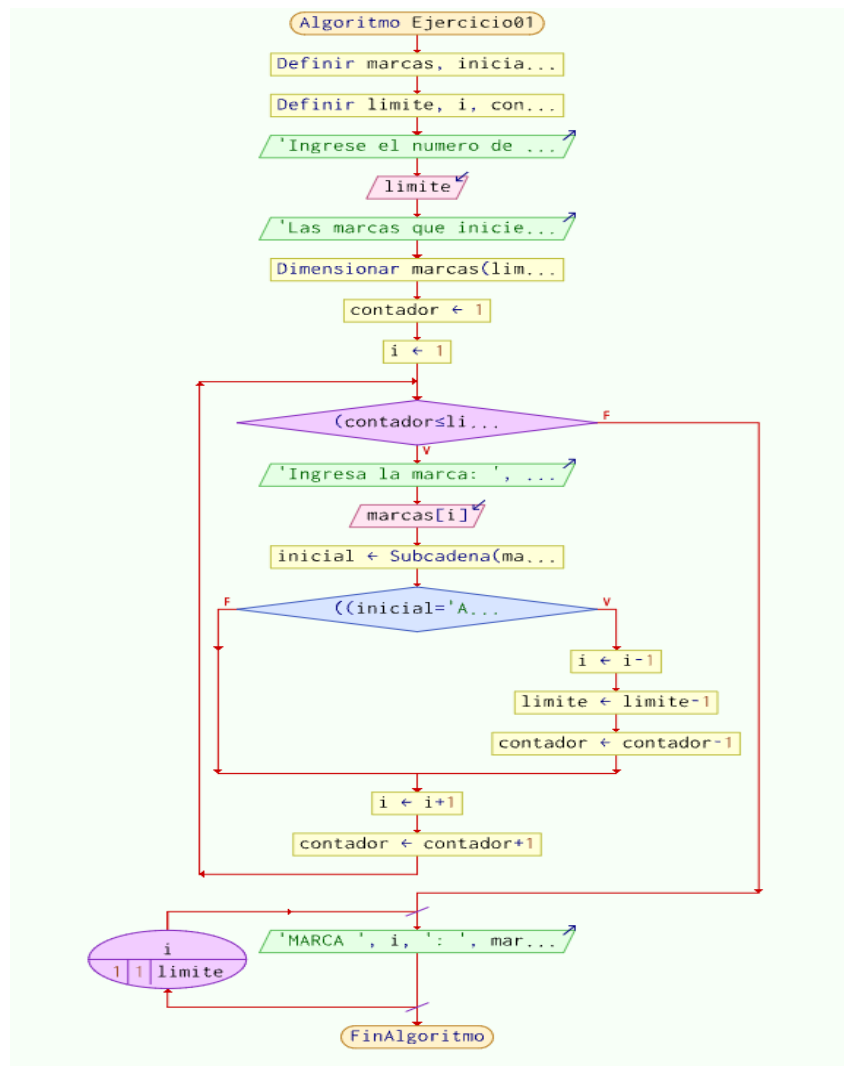 Algoritmo Ejercicio01
Definir marcas, inicia...
Definir limite, i, con...
'Ingrese el numero de ...
limite
'Las marcas que inicie...
Dimensionar marcas(lim...
contador ← 1
i ← 1
(contador≤li...
F
V
'Ingresa la marca: ', ...
marcas[i]
inicial ← Subcadena(ma...
F
((inicial='A...
V
i ← i-1
limite ← limite-1
contador ← contador-1
i ← i+1
contador ← contador+1
'MARCA ', i, ': ', mar...
i
1 1 limite
FinAlgoritmo